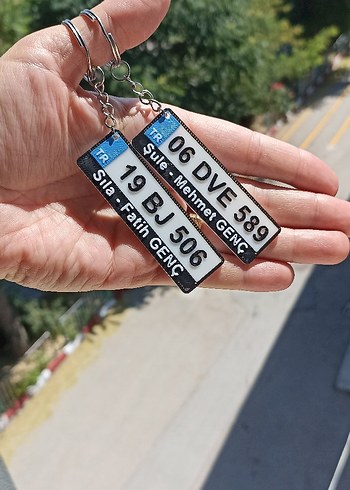 TR
19 BJ 506
Sıla - Fatih GENÇ
TR
06 DVE 589
Şule - Mehmet GENÇ